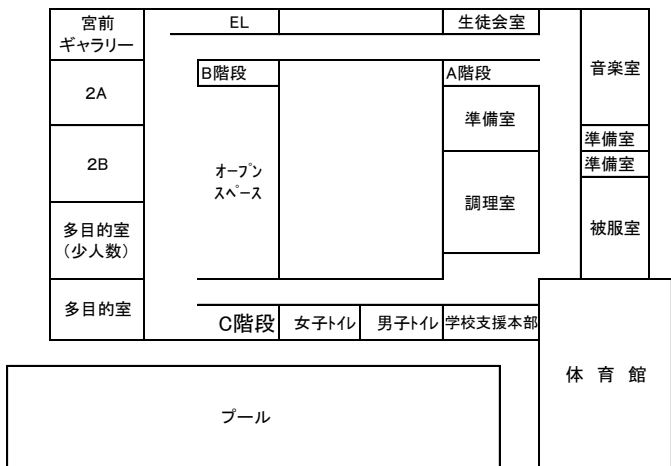 宮前
ギャラリー
EL
生徒会室
音楽室
B階段
A階段
2A
準備室
準備室
準備室
2B
オープン
スペース
調理室
被服室
多目的室
（少人数）
多目的室
C階段
女子トイレ
男子トイレ
学校支援本部
体 育 館
プール